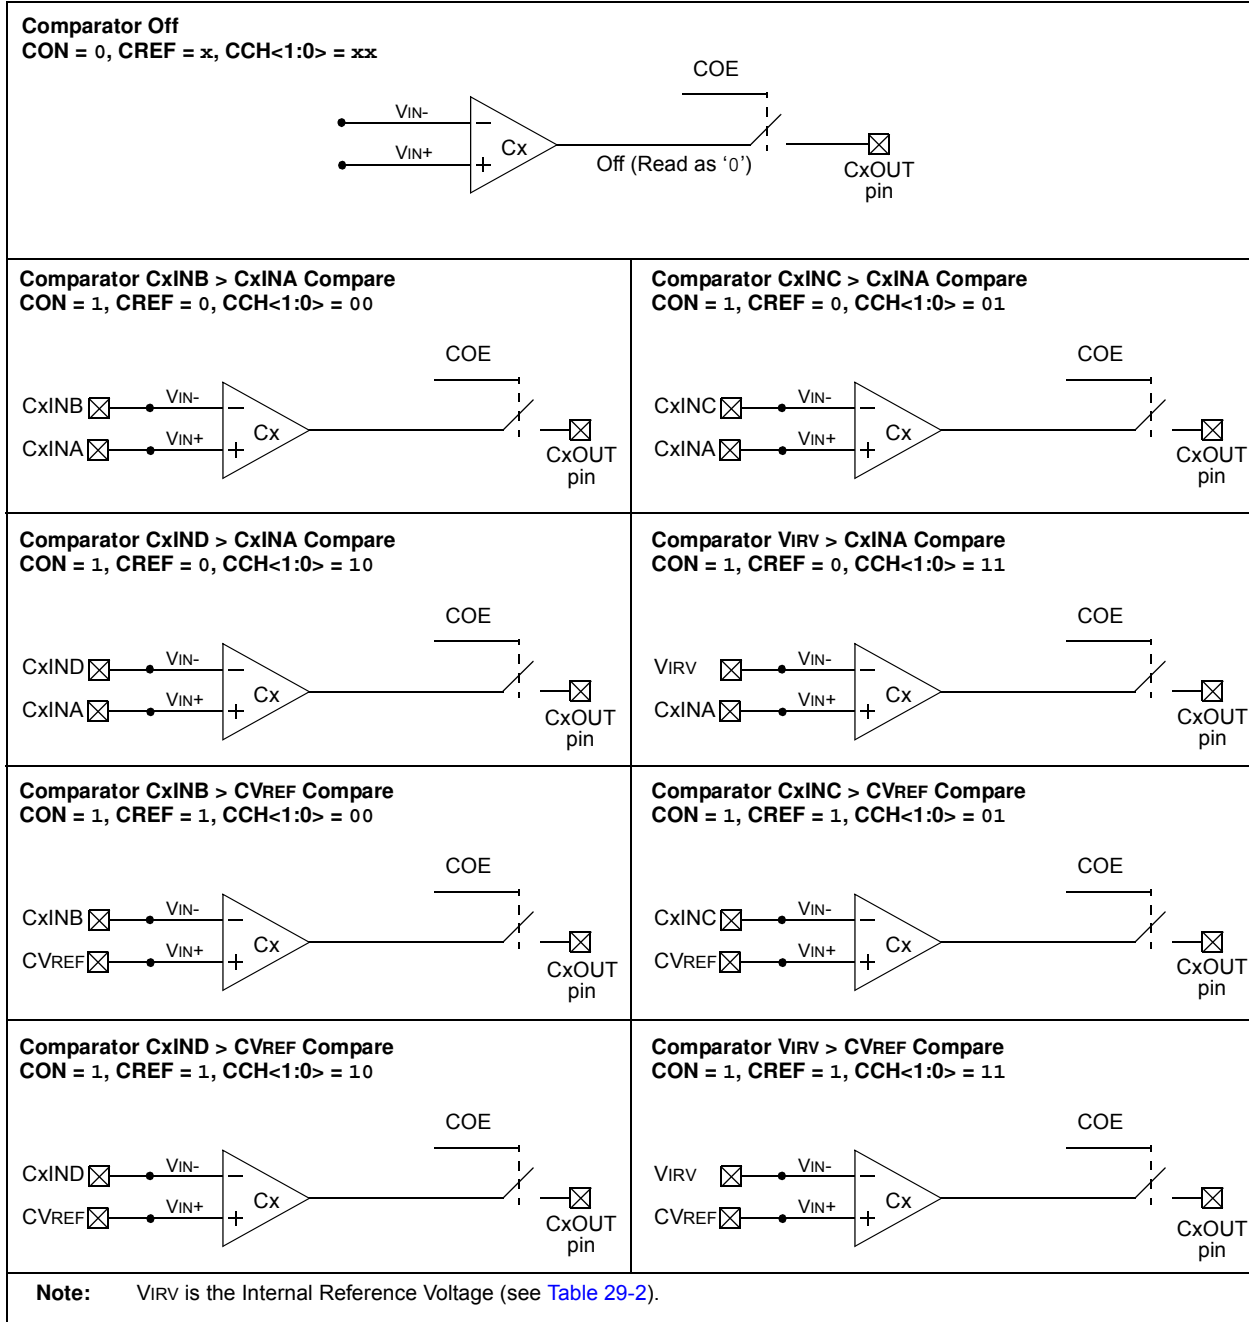 Comparator Off
CON = 0, CREF = x, CCH<1:0> = xx
COE
VIN-
VIN+
Cx
Off (Read as ‘0’)
CxOUT
pin
Comparator CxINB > CxINA Compare
CON = 1, CREF = 0, CCH<1:0> = 00
COE
CxINB
VIN-
CxINA
VIN+
Cx
CxOUT
pin
Comparator CxINC > CxINA Compare
CON = 1, CREF = 0, CCH<1:0> = 01
COE
CxINC
VIN-
CxINA
VIN+
Cx
CxOUT
pin
Comparator CxIND > CxINA Compare
CON = 1, CREF = 0, CCH<1:0> = 10
COE
CxIND
VIN-
CxINA
VIN+
Cx
CxOUT
pin
Comparator VIRV > CxINA Compare
CON = 1, CREF = 0, CCH<1:0> = 11
COE
VIRV
VIN-
CxINA
VIN+
Cx
CxOUT
pin
Comparator CxINB > CVREF Compare
CON = 1, CREF = 1, CCH<1:0> = 00
COE
CxINB
VIN-
CVREF
VIN+
Cx
CxOUT
pin
Comparator CxINC > CVREF Compare
CON = 1, CREF = 1, CCH<1:0> = 01
COE
CxINC
VIN-
CVREF
VIN+
Cx
CxOUT
pin
Comparator CxIND > CVREF Compare
CON = 1, CREF = 1, CCH<1:0> = 10
COE
CxIND
VIN-
CVREF
VIN+
Cx
CxOUT
pin
Comparator VIRV > CVREF Compare
CON = 1, CREF = 1, CCH<1:0> = 11
COE
VIRV
VIN-
CVREF
VIN+
Cx
CxOUT
pin
Note: VIRV is the Internal Reference Voltage (see Table 29-2).